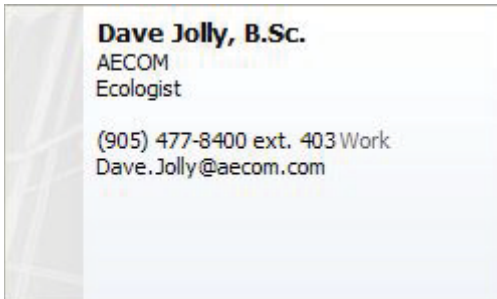 Dave Jolly, B.Sc.
AECOM
Ecologist
(905) 477-8400 ext. 403 Work
Dave.Jolly@aecom.com